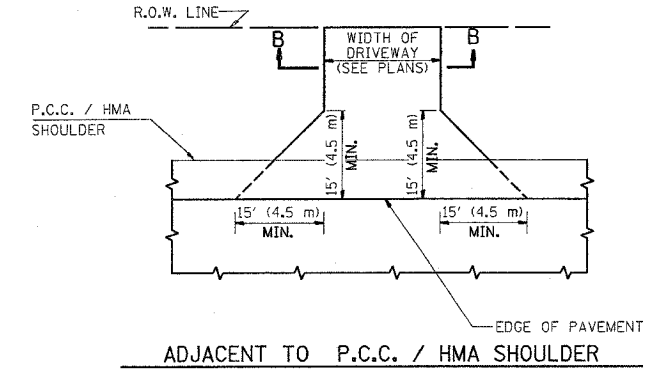 R.O.W. LINE
B
WIDTH OF
DRIVEWAY
(SEE PLANS)
B
P.C.C. / HMA
SHOULDER
15' (4.5 m)
MIN.
15' (4.5 m)
MIN.
15' (4.5 m)
MIN.
15' (4.5 m)
MIN.
EDGE OF PAVEMENT
ADJACENT TO P.C.C. / HMA SHOULDER